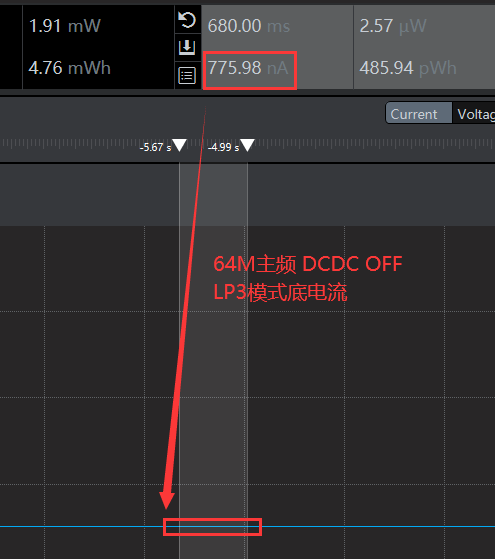 1.91 mW
680.00 ms
2.57 µW
4.76 mWh
775.98 nA
485.94 pWh
Current
Voltag
-5.67 s
-4.99 s
64M主频 DCDC OFF
LP3模式底电流